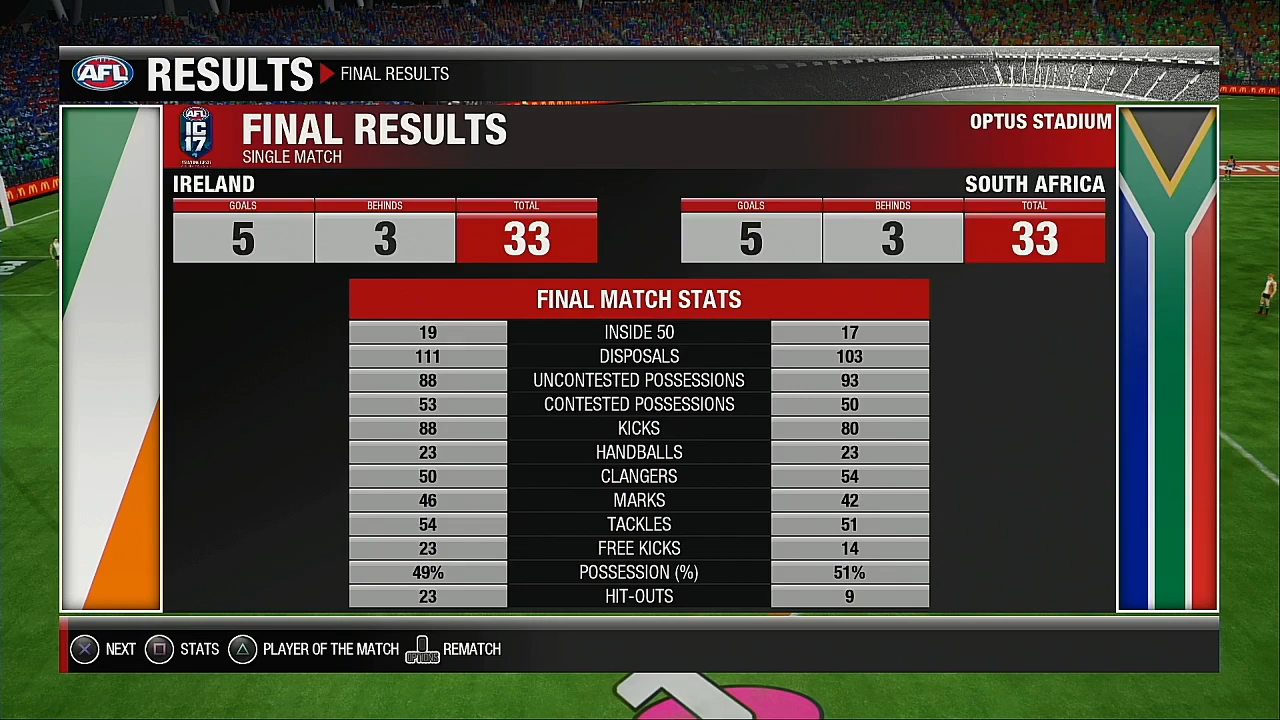 AFL RESULTS FINAL RESULTS
AFL IC 17 FINAL RESULTS OPTUS STADIUM
SINGLE MATCH
IRELAND SOUTH AFRICA
GOALS BEHINDS TOTAL GOALS BEHINDS TOTAL
5 3 33 5 3 33
FINAL MATCH STATS
19 INSIDE 50 17
111 DISPOSALS 103
88 UNCONTESTED POSSESSIONS 93
53 CONTESTED POSSESSIONS 50
88 KICKS 80
23 HANDBALLS 23
50 CLANGERS 54
46 MARKS 42
54 TACKLES 51
23 FREE KICKS 14
49% POSSESSION (%) 51%
23 HIT-OUTS 9
NEXT STATS PLAYER OF THE MATCH OPTIONS REMATCH